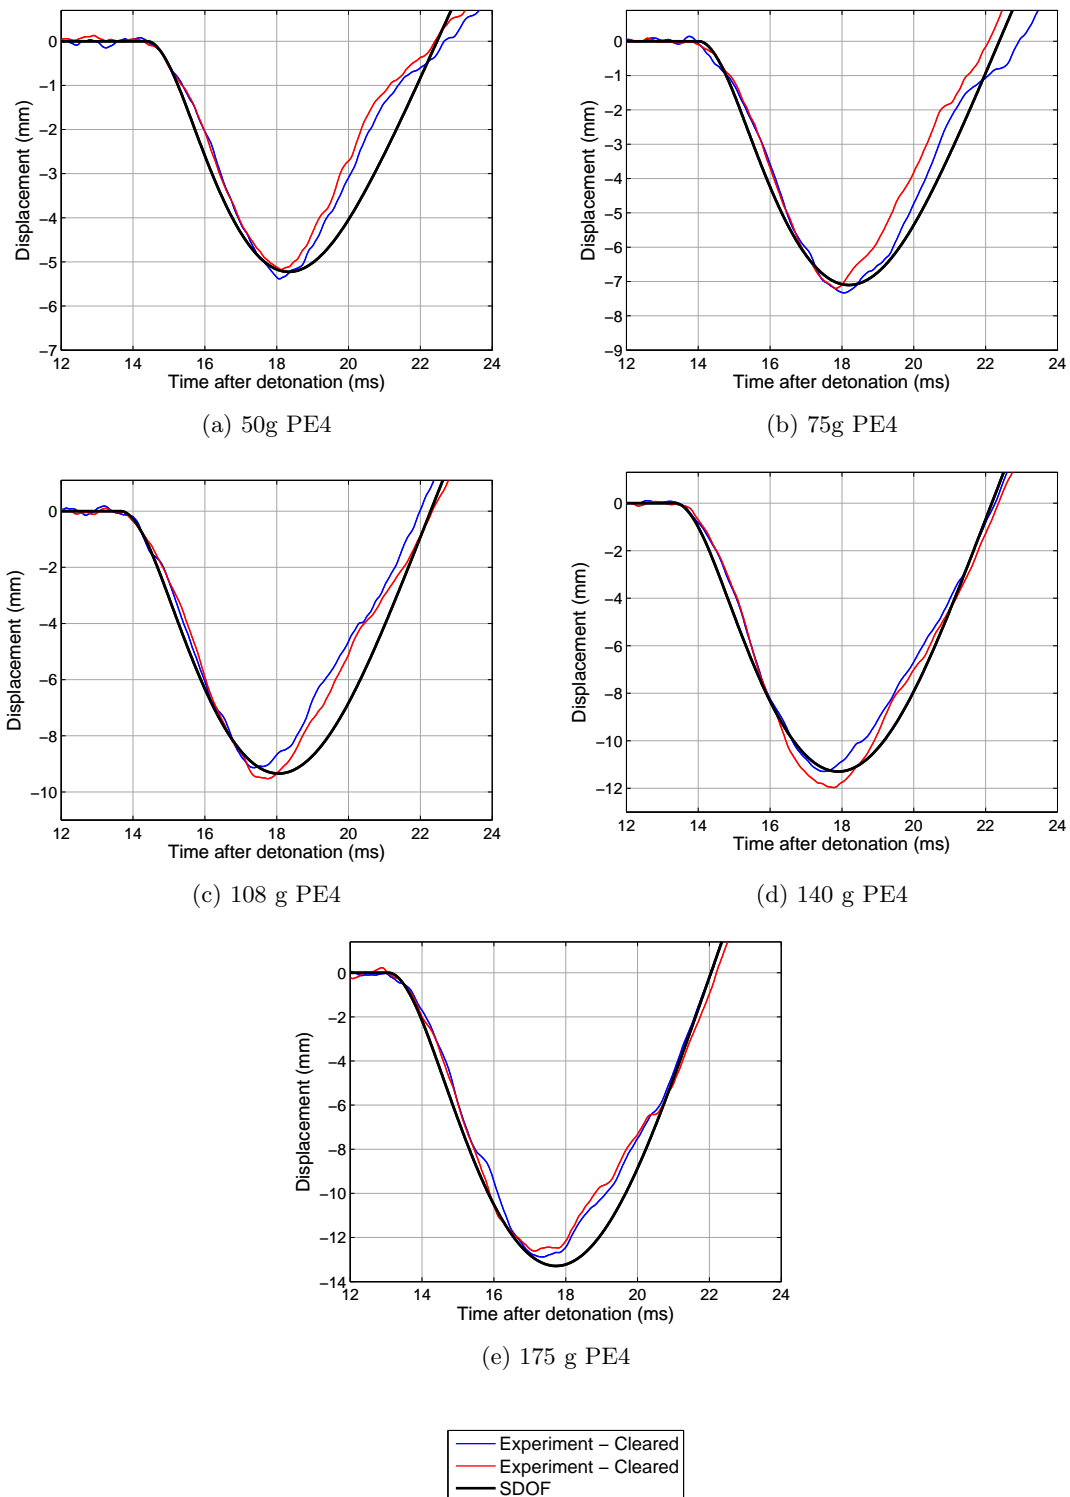 0
−1
−2
−3
−4
−5
−6
−7
Displacement (mm)
12 14 16 18 20 22 24
Time after detonation (ms)
(a) 50g PE4
0
−1
−2
−3
−4
−5
−6
−7
−8
−9
Displacement (mm)
12 14 16 18 20 22 24
Time after detonation (ms)
(b) 75g PE4
0
−2
−4
−6
−8
−10
Displacement (mm)
12 14 16 18 20 22 24
Time after detonation (ms)
(c) 108 g PE4
0
−2
−4
−6
−8
−10
−12
Displacement (mm)
12 14 16 18 20 22 24
Time after detonation (ms)
(d) 140 g PE4
0
−2
−4
−6
−8
−10
−12
−14
Displacement (mm)
12 14 16 18 20 22 24
Time after detonation (ms)
(e) 175 g PE4
Experiment − Cleared
Experiment − Cleared
SDOF